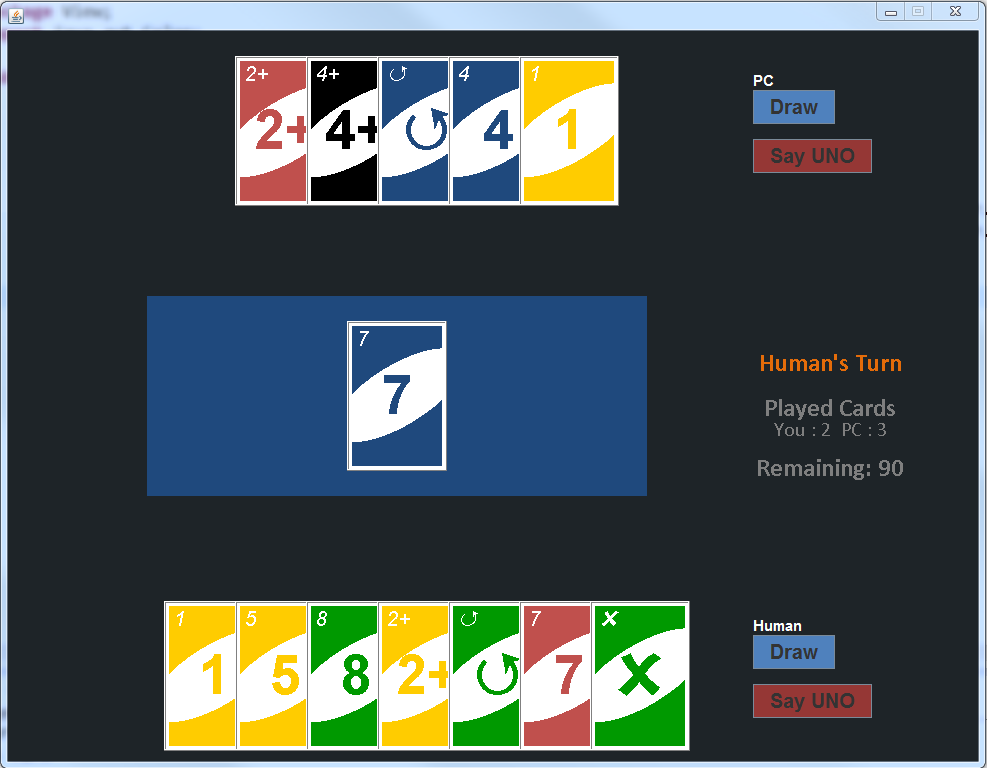 View;
PC
Draw
Say UNO
2+ 4+ 4 1
2+ 4+ 4 1
7
7
Human's Turn
Played Cards
You : 2 PC : 3
Remaining: 90
Human
Draw
Say UNO
1 5 8 2+ 7 X
1 5 8 2+ 7 X